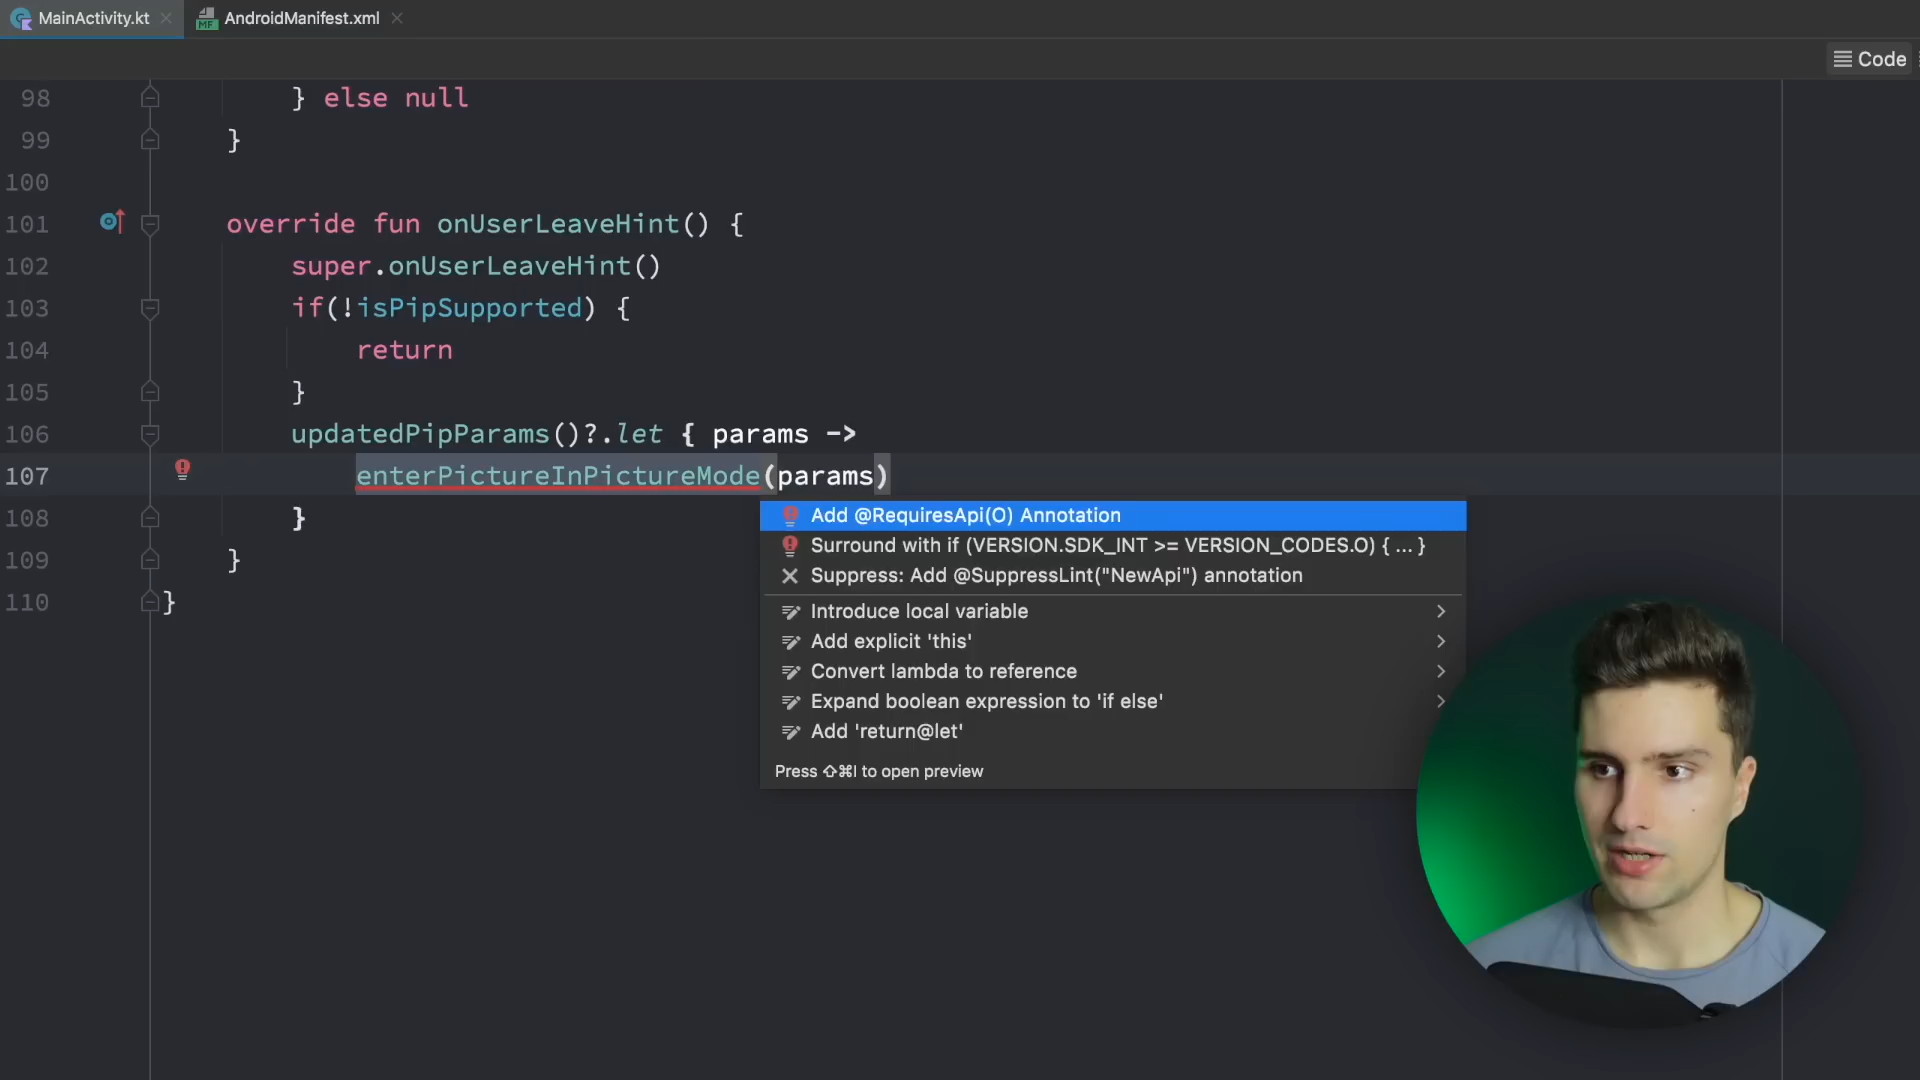 MainActivity.kt
AndroidManifest.xml
Code
98 } else null
99 }
100
101 override fun onUserLeaveHint() {
102 super.onUserLeaveHint()
103 if(!isPipSupported) {
104 return
105 }
106 updatedPipParams()?.let { params ->
107 enterPictureInPictureMode(params)
108 }
109 }
110 }
Add @RequiresApi(O) Annotation
Surround with if (VERSION.SDK_INT >= VERSION_CODES.O) { ... }
Suppress: Add @SuppressLint("NewApi") annotation
Introduce local variable
Add explicit 'this'
Convert lambda to reference
Expand boolean expression to 'if else'
Add 'return@let'
Press ⇧⌘I to open preview